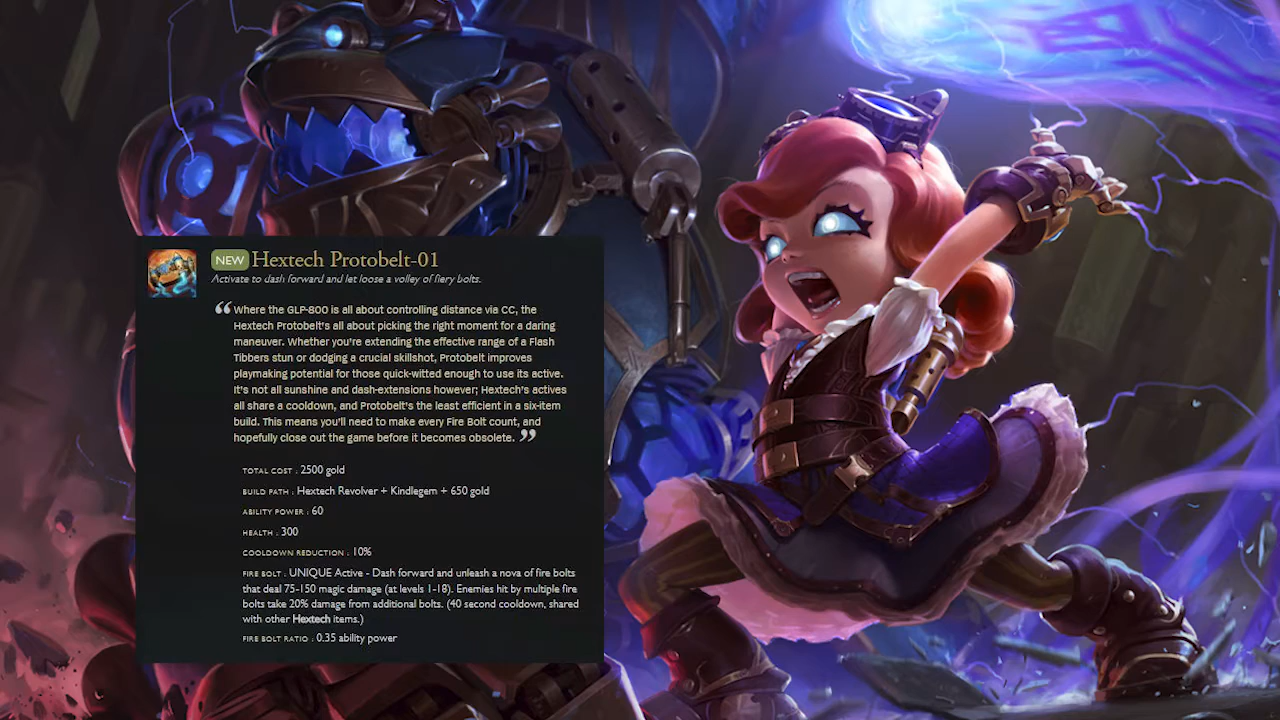 NEW Hextech Protobelt-01
Activate to dash forward and let loose a volley of fiery bolts.
“ Where the GLP-800 is all about controlling distance via CC, the
Hextech Protobelt's all about picking the right moment for a daring
maneuver. Whether you're extending the effective range of a Flash
Tibbers stun or dodging a crucial skillshot, Protobelt improves
playmaking potential for those quick-witted enough to use its active.
It's not all sunshine and dash-extensions however; Hextech's actives
all share a cooldown, and Protobelt's the least efficient in a six-item
build. This means you'll need to make every Fire Bolt count, and
hopefully close out the game before it becomes obsolete. ”
TOTAL COST : 2500 gold
BUILD PATH : Hextech Revolver + Kindlegem + 650 gold
ABILITY POWER : 60
HEALTH : 300
COOLDOWN REDUCTION : 10%
FIRE BOLT : UNIQUE Active - Dash forward and unleash a nova of fire bolts
that deal 75-150 magic damage (at levels 1-18). Enemies hit by multiple fire
bolts take 20% damage from additional bolts. (40 second cooldown, shared
with other Hextech items.)
FIRE BOLT RATIO : 0.35 ability power